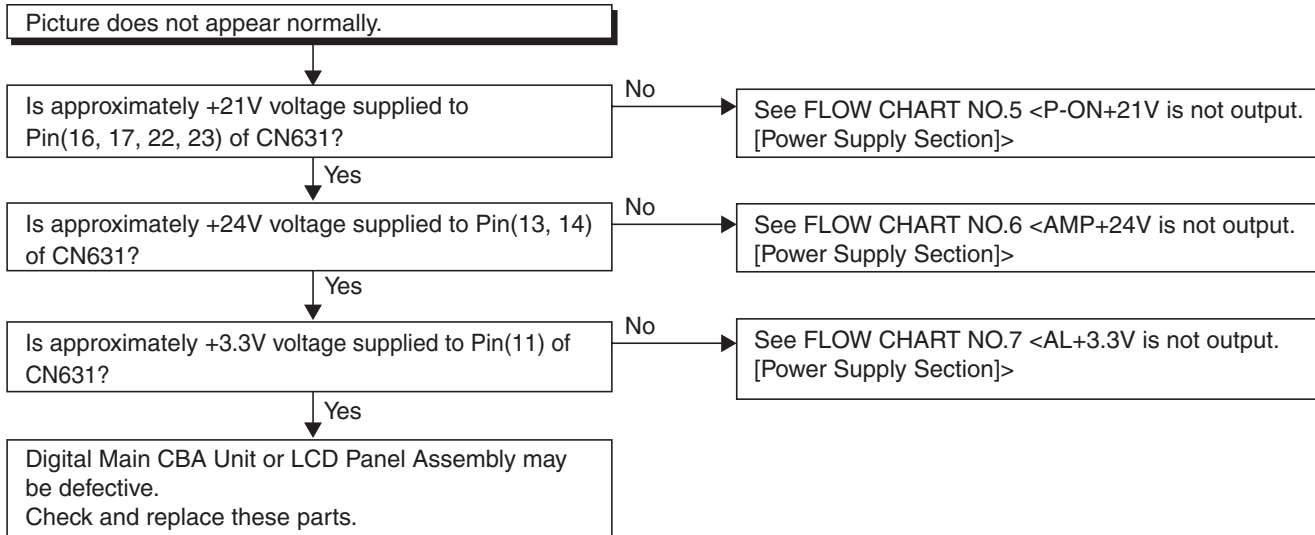 Picture does not appear normally.
Is approximately +21V voltage supplied to
Pin(16, 17, 22, 23) of CN631?
No
See FLOW CHART NO.5 <P-ON+21V is not output.
[Power Supply Section]>
Yes
Is approximately +24V voltage supplied to Pin(13, 14)
of CN631?
No
See FLOW CHART NO.6 <AMP+24V is not output.
[Power Supply Section]>
Yes
Is approximately +3.3V voltage supplied to Pin(11) of
CN631?
No
See FLOW CHART NO.7 <AL+3.3V is not output.
[Power Supply Section]>
Yes
Digital Main CBA Unit or LCD Panel Assembly may
be defective.
Check and replace these parts.